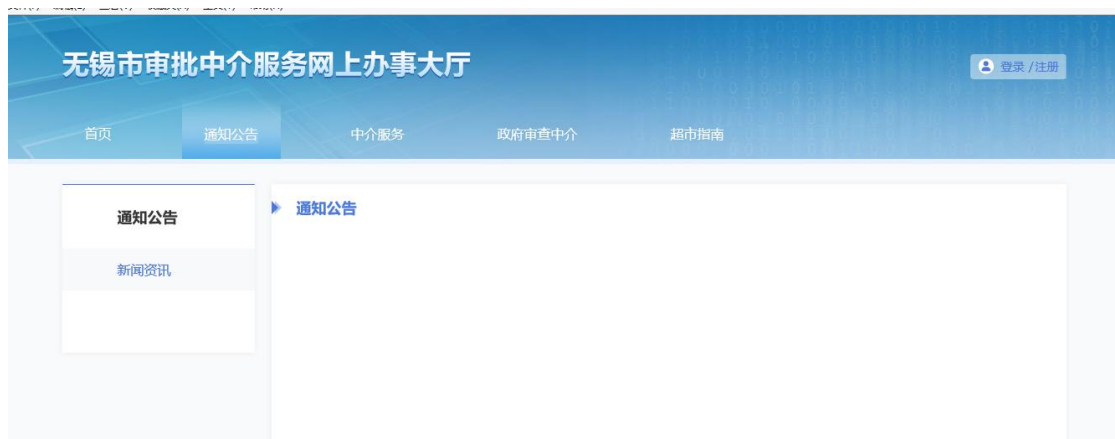 无锡市审批中介服务网上办事大厅
登录 / 注册
首页 通知公告 中介服务 政府审查中介 超市指南
通知公告
通知公告
新闻资讯